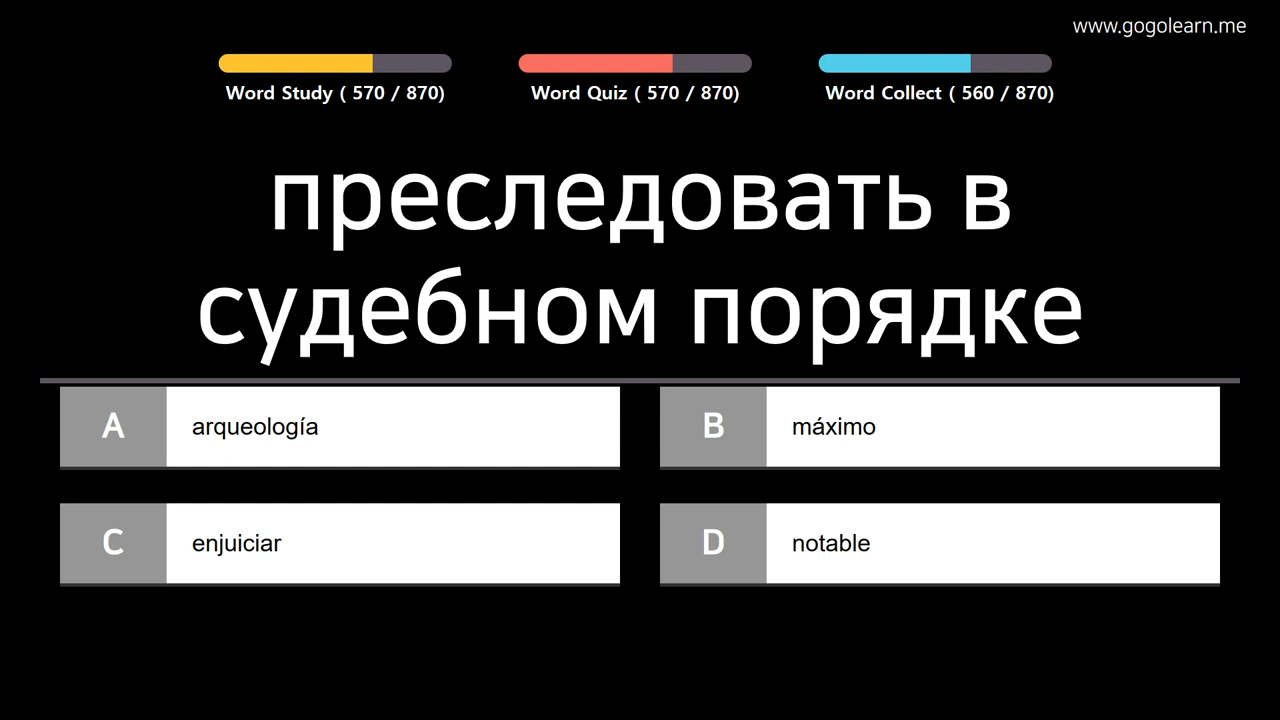 www.gogolearn.me
Word Study ( 570 / 870)
Word Quiz ( 570 / 870)
Word Collect ( 560 / 870)
преследовать в
судебном порядке
A arqueología
B máximo
C enjuiciar
D notable